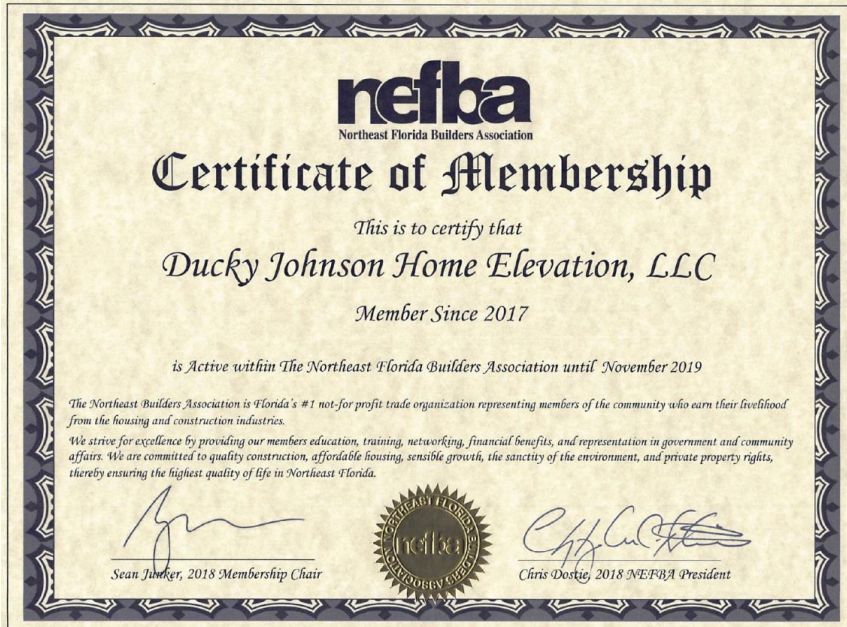 nefba
Northeast Florida Builders Association
Certificate of Membership
This is to certify that
Ducky Johnson Home Elevation, LLC
Member Since 2017
is Active within The Northeast Florida Builders Association until November 2019
The Northeast Builders Association is Florida's #1 not-for profit trade organization representing members of the community who earn their livelihood
from the housing and construction industries.
We strive for excellence by providing our members education, training, networking, financial benefits, and representation in government and community
affairs. We are committed to quality construction, affordable housing, sensible growth, the sanctity of the environment, and private property rights,
thereby ensuring the highest quality of life in Northeast Florida.
NORTHEAST FLORIDA BUILDERS ASSOCIATION
nefba
Sean Junker, 2018 Membership Chair
Chris Dostie, 2018 NEFBA President